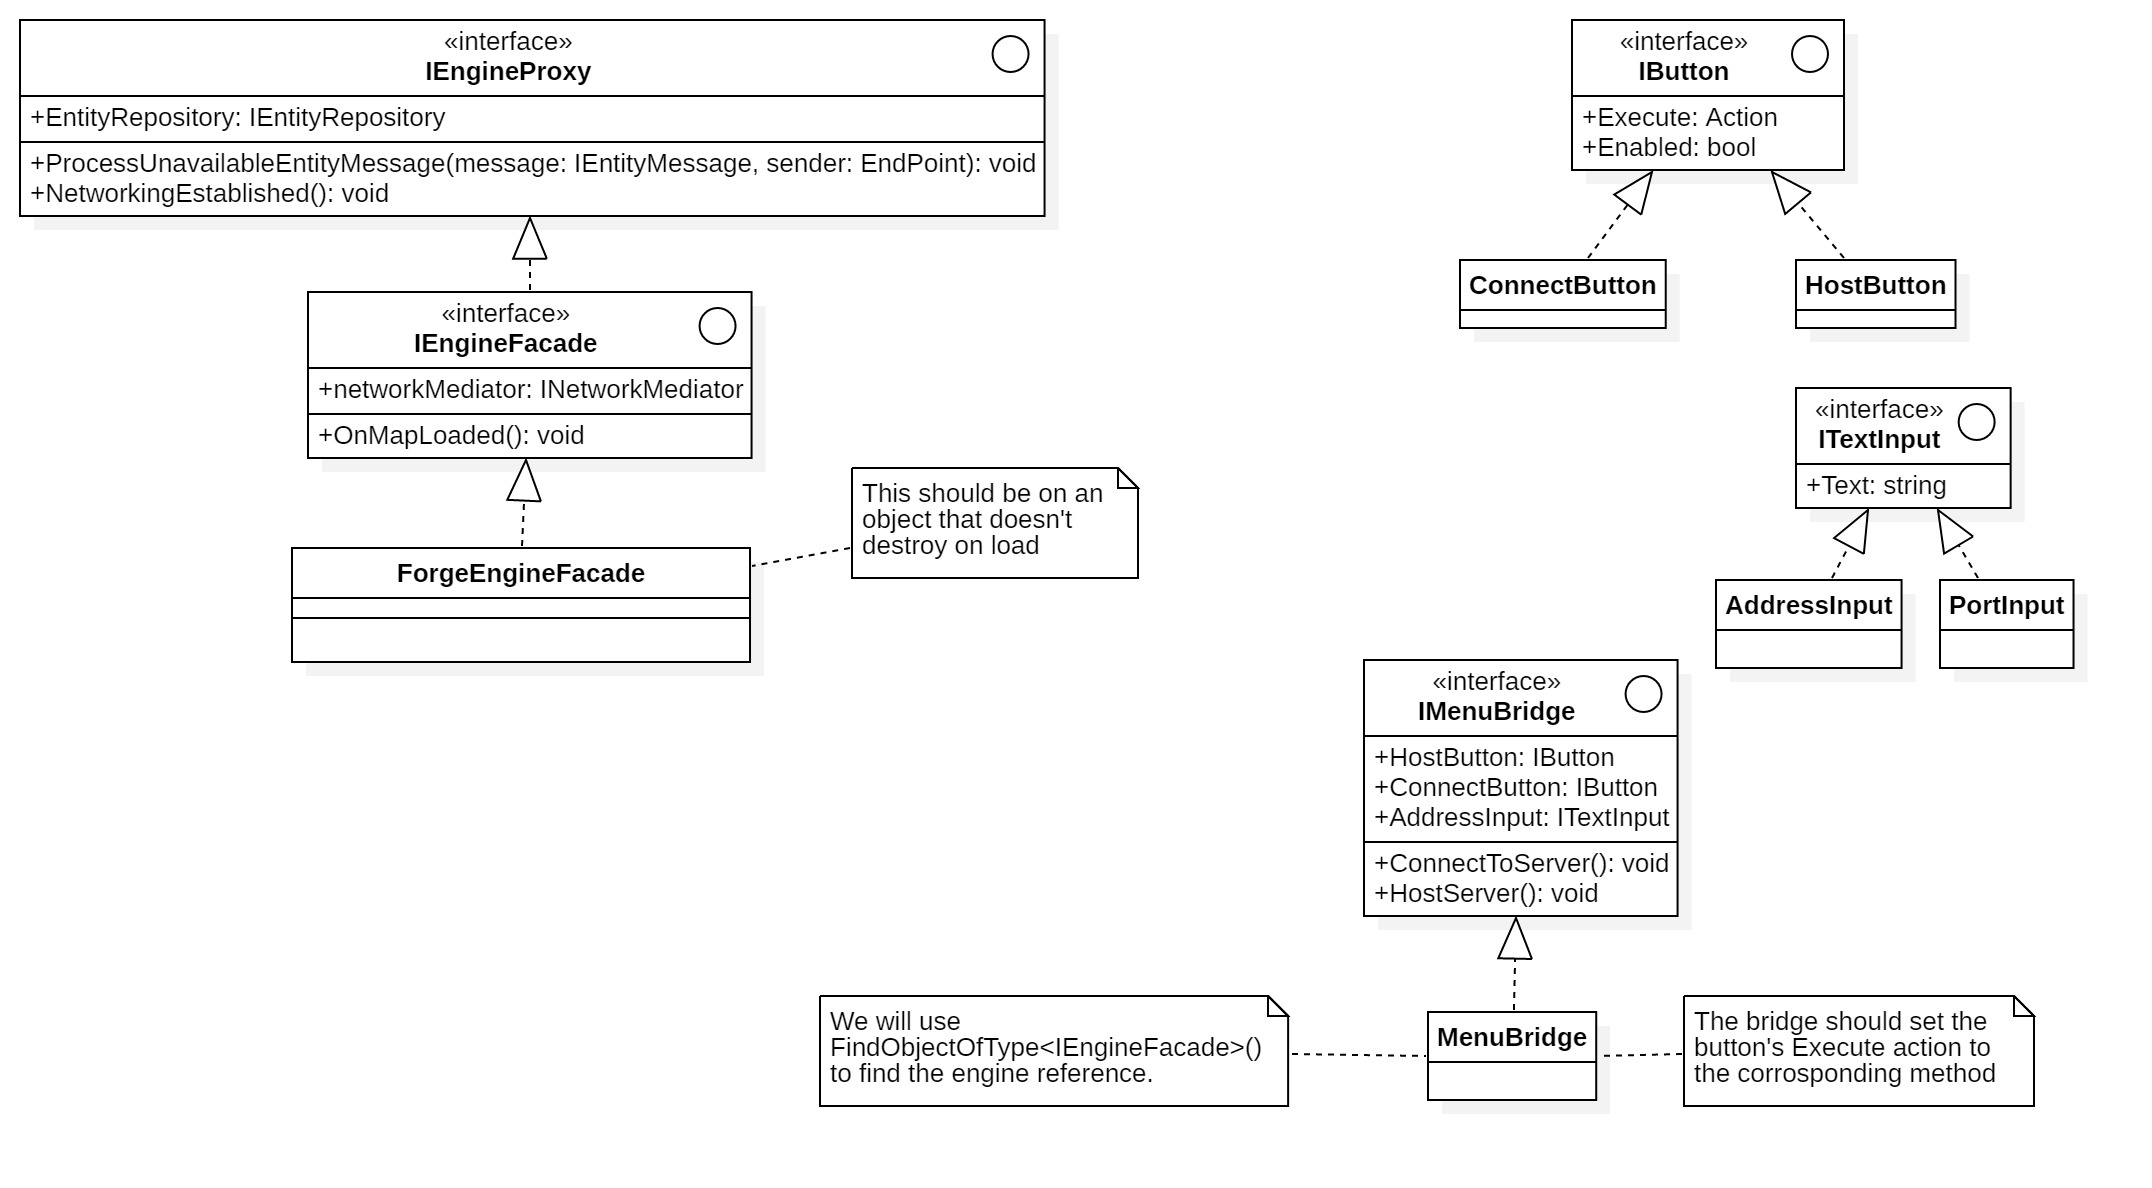 «interface»
IEngineProxy
+EntityRepository: IEntityRepository
+ProcessUnavailableEntityMessage(message: IEntityMessage, sender: EndPoint): void
+NetworkingEstablished(): void
«interface»
IButton
+Execute: Action
+Enabled: bool
ConnectButton
HostButton
«interface»
IEngineFacade
+networkMediator: INetworkMediator
+OnMapLoaded(): void
«interface»
ITextInput
+Text: string
This should be on an
object that doesn't
destroy on load
ForgeEngineFacade
AddressInput
PortInput
«interface»
IMenuBridge
+HostButton: IButton
+ConnectButton: IButton
+AddressInput: ITextInput
+ConnectToServer(): void
+HostServer(): void
We will use
FindObjectOfType<IEngineFacade>()
to find the engine reference.
MenuBridge
The bridge should set the
button's Execute action to
the corrosponding method